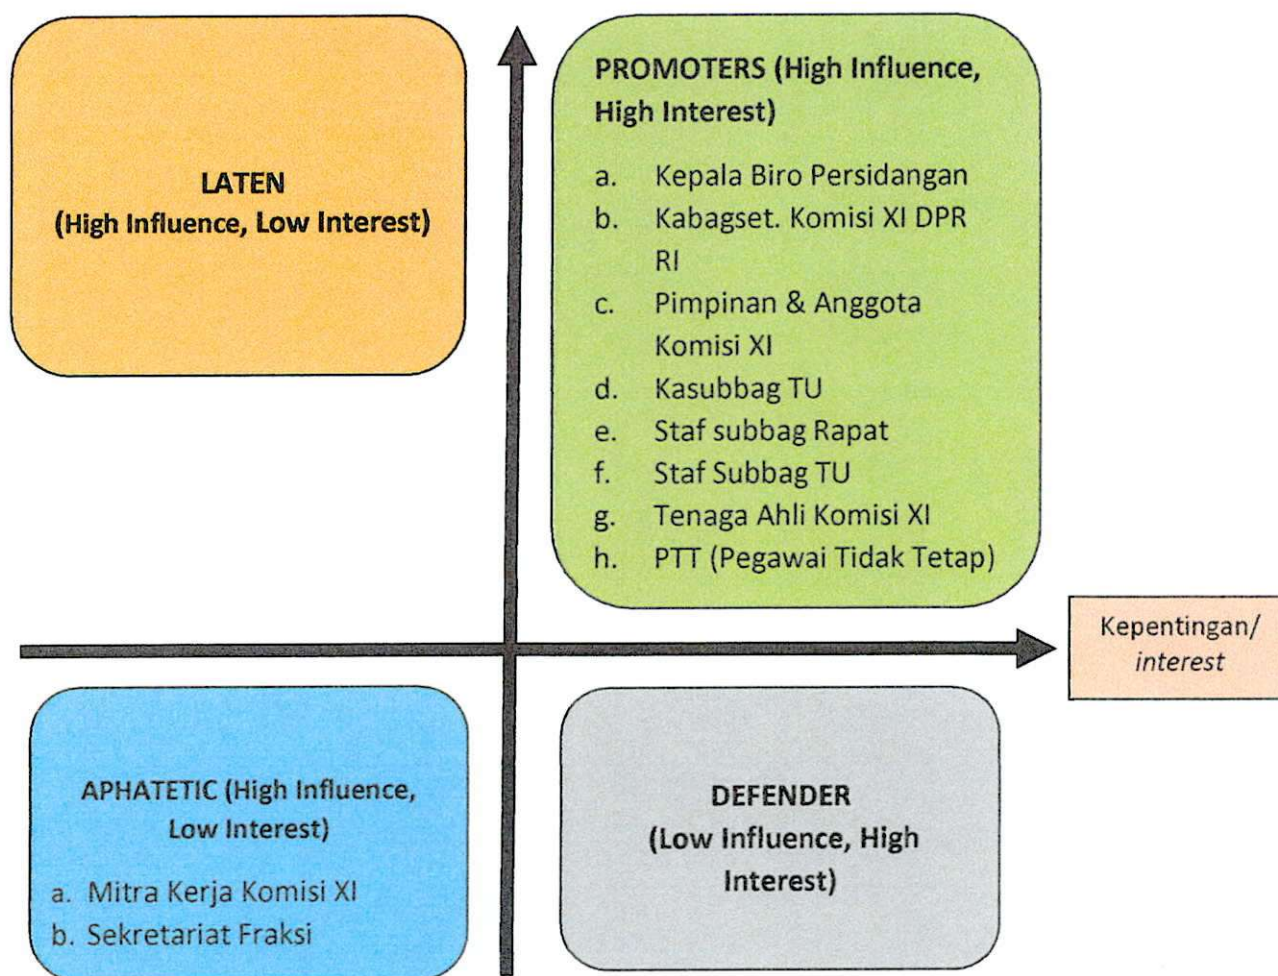 LATEN
(High Influence, Low Interest)
PROMOTERS (High Influence,
High Interest)
a. Kepala Biro Persidangan
b. Kabagset. Komisi XI DPR
RI
c. Pimpinan & Anggota
Komisi XI
d. Kasubbag TU
e. Staf subbag Rapat
f. Staf Subbag TU
g. Tenaga Ahli Komisi XI
h. PTT (Pegawai Tidak Tetap)
Kepentingan/
interest
APHATETIC (High Influence,
Low Interest)
a. Mitra Kerja Komisi XI
b. Sekretariat Fraksi
DEFENDER
(Low Influence, High
Interest)